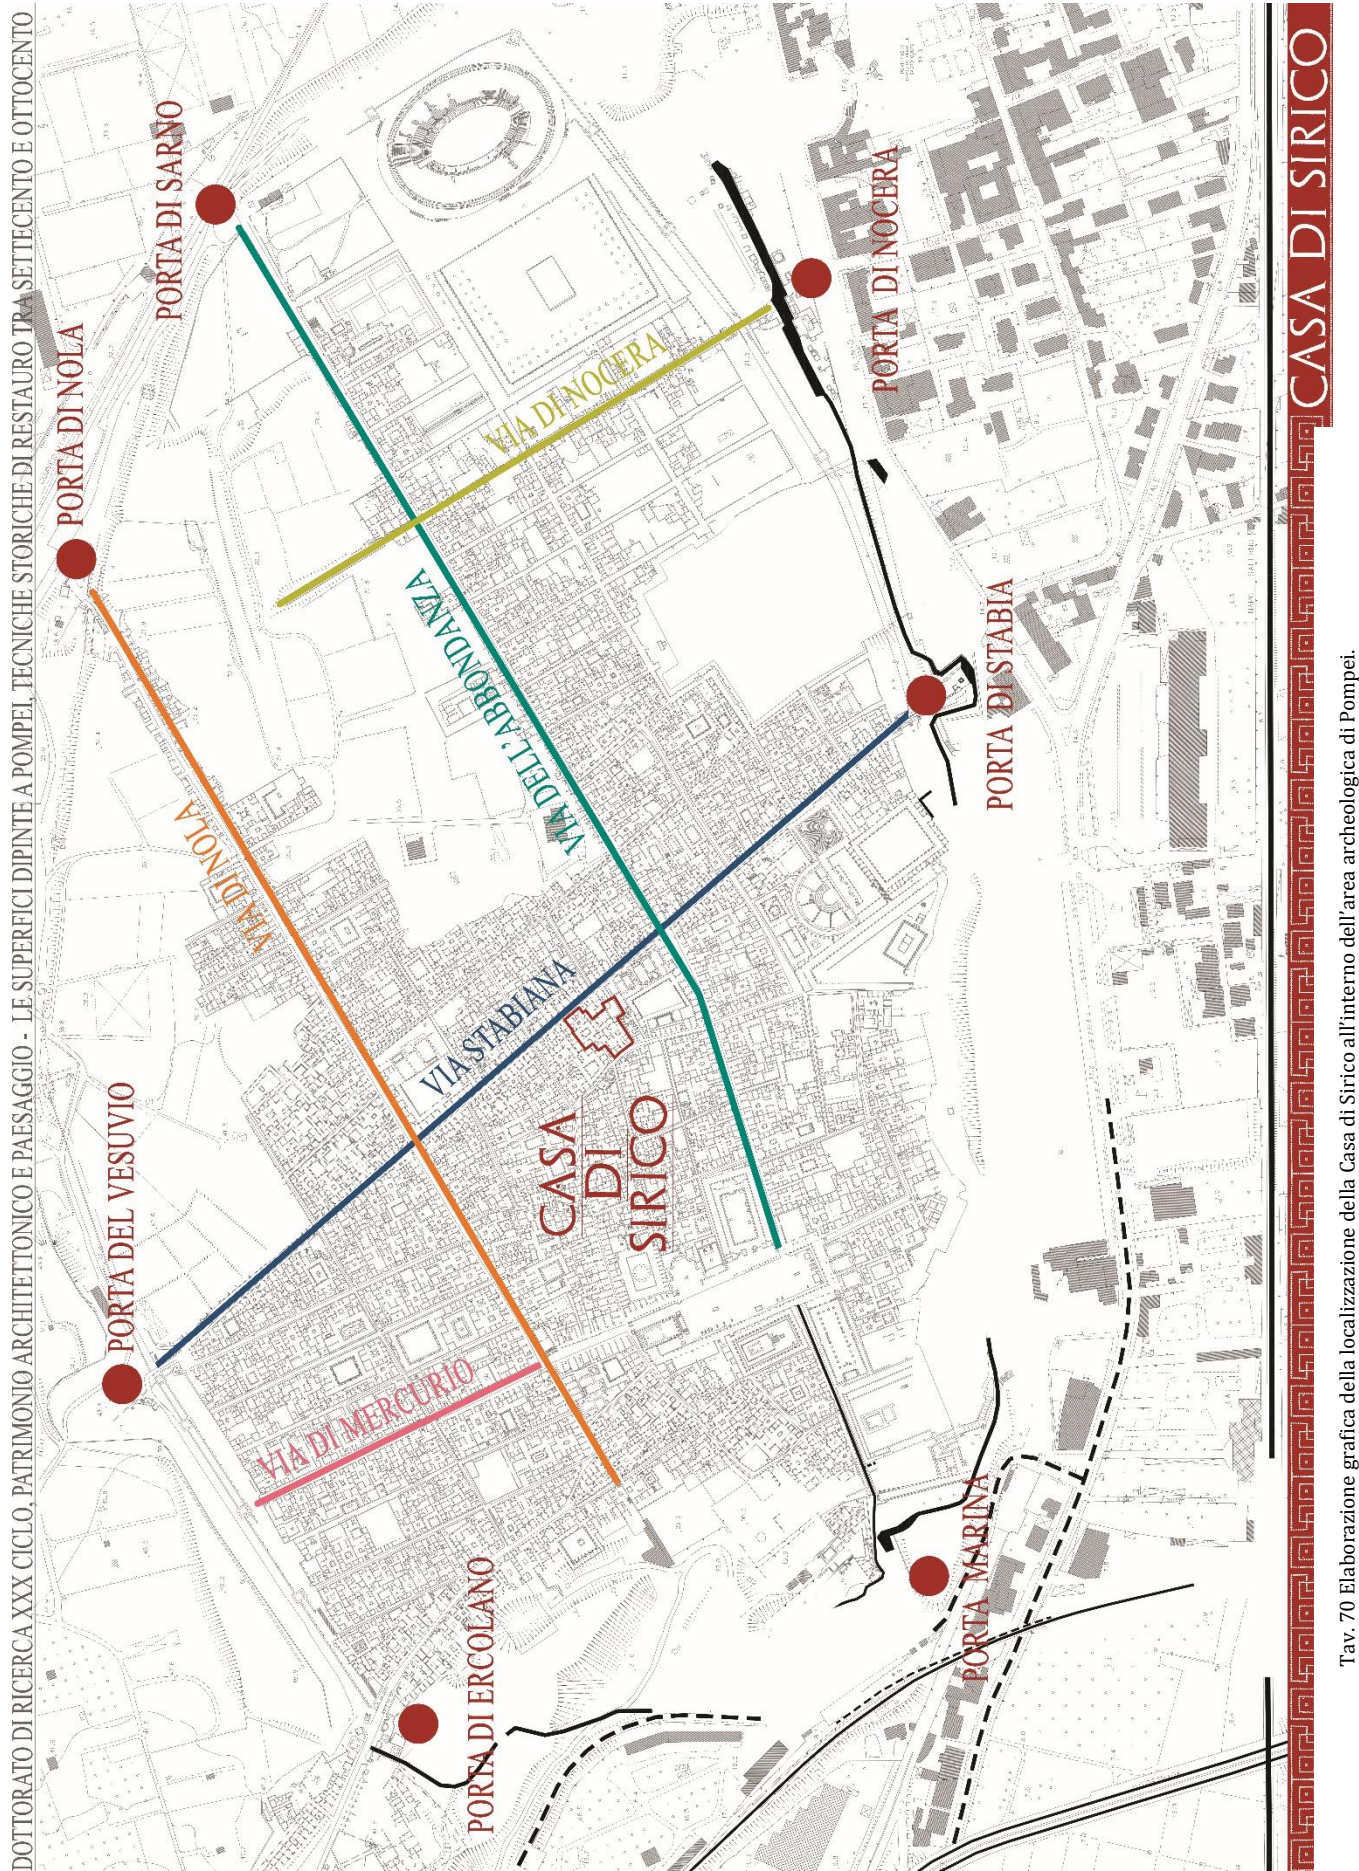 DOTTORATO DI RICERCA XXX CICLO, PATRIMONIO ARCHITETTONICO E PAESAGGIO - LE SUPERFICI DIPINTE A POMPEI, TECNICHE STORICHE DI RESTAURO TRA SETTECENTO E OTTOCENTO
PORTA DI ERCOLANO
PORTA DEL VESUVIO
PORTA DI NOLA
PORTA DI SARNO
VIA DI MERCURIO
VIA DI NOLA
VIA STABIANA
VIA DELL'ABBONDANZA
VIA DI NOCERA
CASA
DI
SIRICO
PORTA MARINA
PORTA DI STABIA
PORTA DI NOCERA
CASA DI SIRICO
Tav. 70 Elaborazione grafica della localizzazione della Casa di Sirico all'interno dell'area archeologica di Pompei.